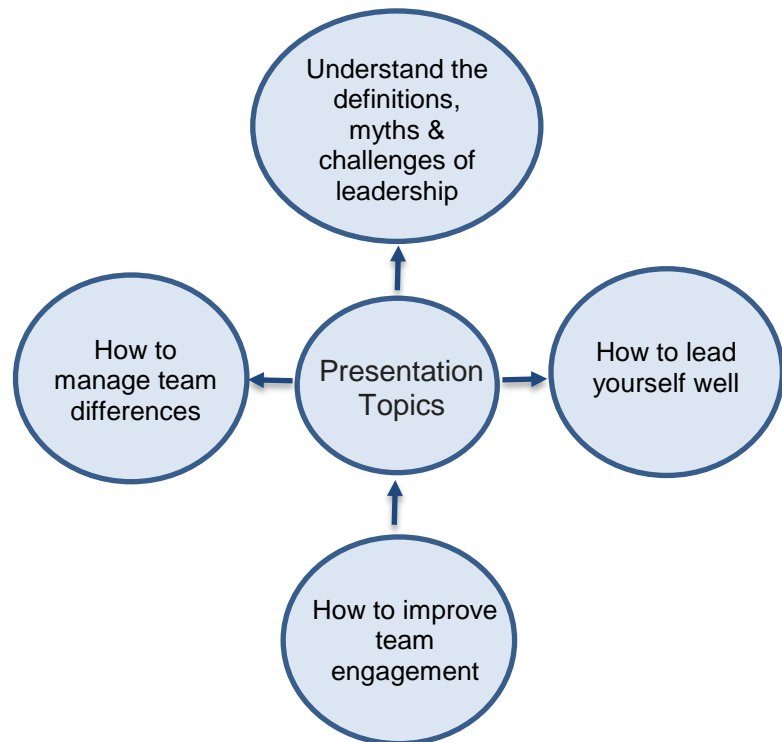 Understand the
definitions,
myths &
challenges of
leadership
How to
manage team
differences
Presentation
Topics
How to lead
yourself well
How to improve
team
engagement